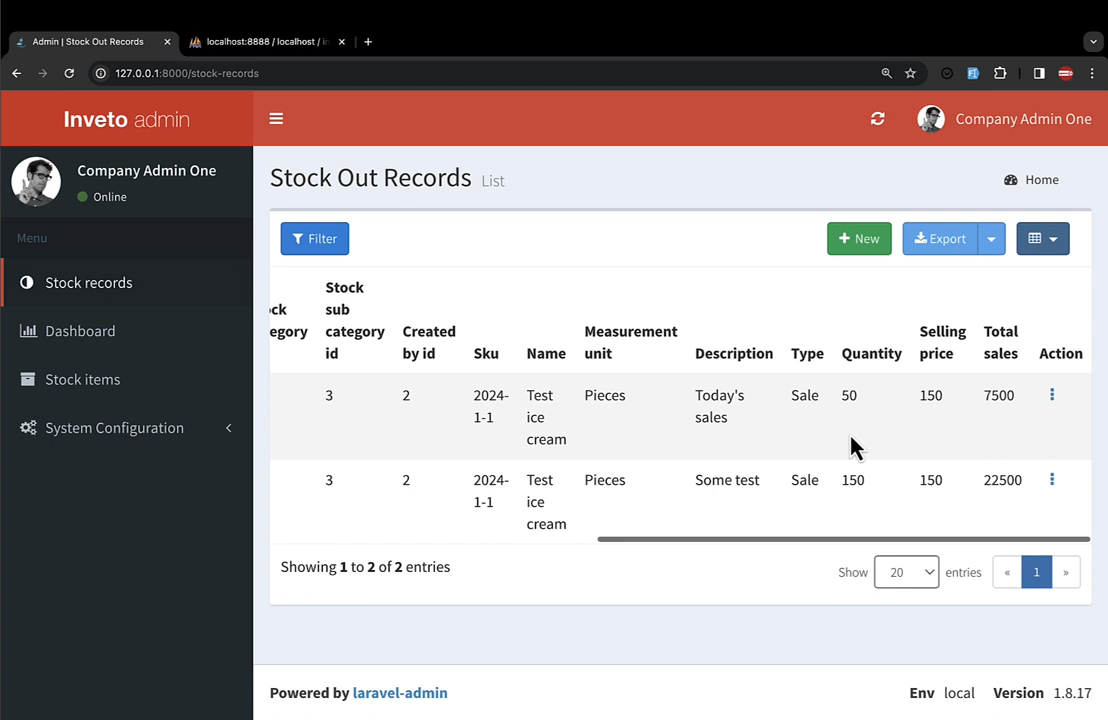 Admin | Stock Out Records
localhost:8888 / localhost / in
127.0.0.1:8000/stock-records
Inveto admin
Company Admin One
Company Admin One
Online
Menu
Stock records
Dashboard
Stock items
System Configuration
Stock Out Records List
Home
Filter
New
Export
Stock
sub
category
id
Created
by id
Sku
Name
Measurement
unit
Description
Type
Quantity
Selling
price
Total
sales
Action
3 2 2024- Test Pieces Today's Sale 50 150 7500
1-1 ice sales
cream
3 2 2024- Test Pieces Some test Sale 150 150 22500
1-1 ice
cream
Showing 1 to 2 of 2 entries
Show 20 entries « 1 »
Powered by laravel-admin
Env local Version 1.8.17